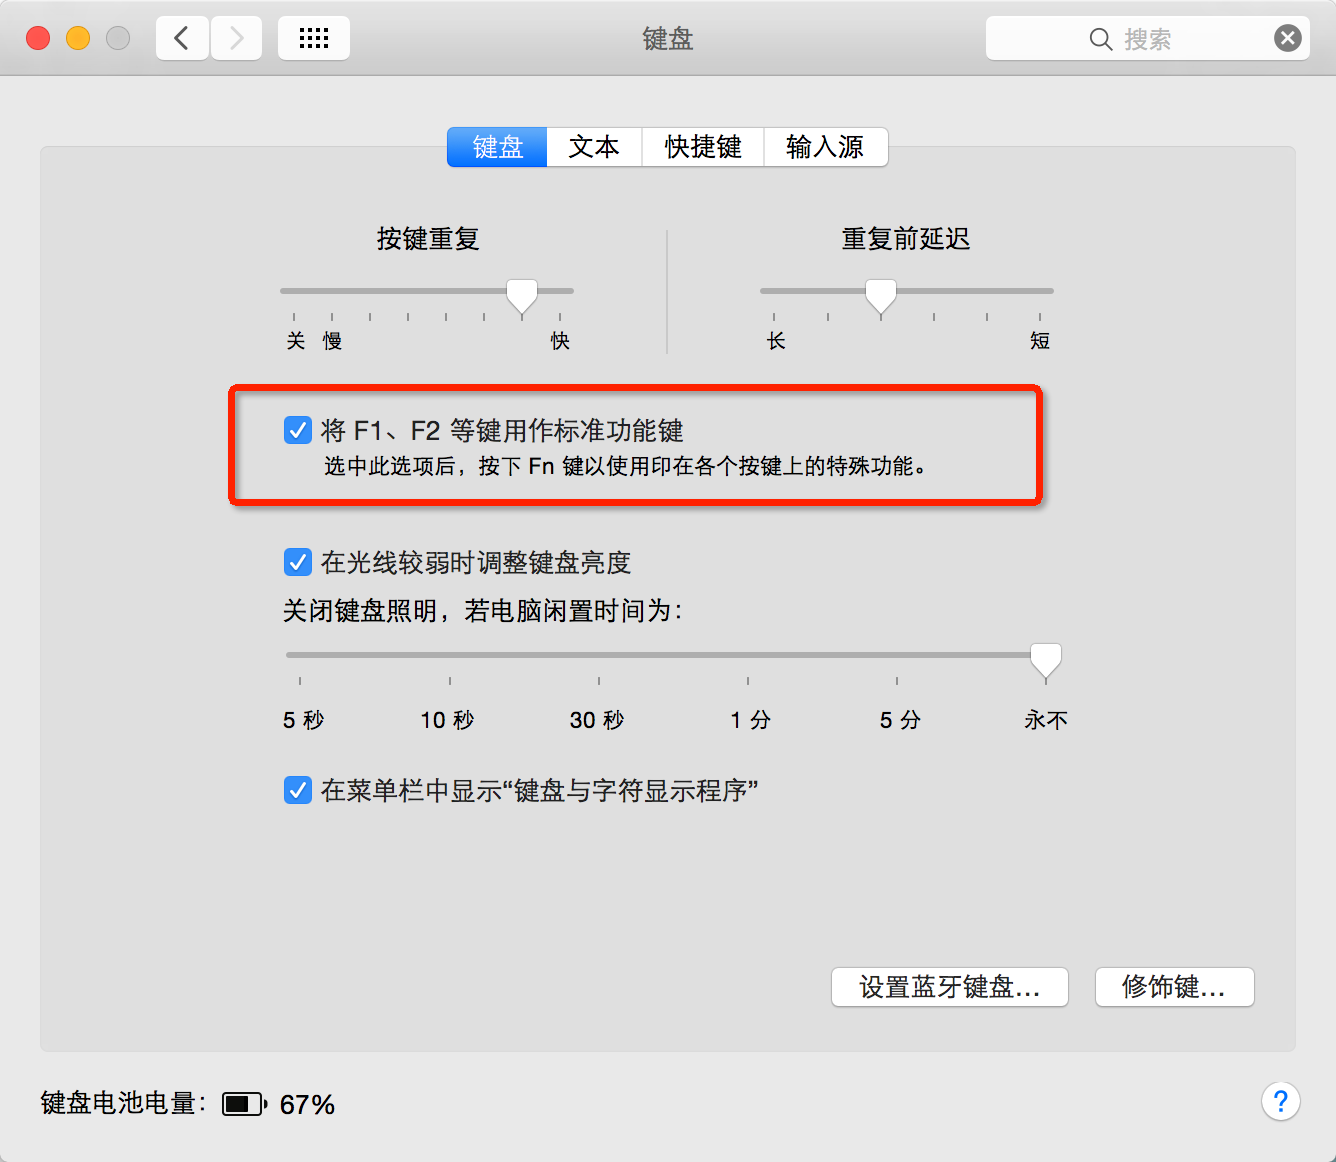 键盘
搜索
键盘 文本 快捷键 输入源
按键重复 重复前延迟
关 慢 快 长 短
将 F1、F2 等键用作标准功能键
选中此选项后，按下 Fn 键以使用印在各个按键上的特殊功能。
在光线较弱时调整键盘亮度
关闭键盘照明，若电脑闲置时间为：
5 秒 10 秒 30 秒 1 分 5 分 永不
在菜单栏中显示“键盘与字符显示程序”
设置蓝牙键盘... 修饰键...
键盘电池电量： 67%
?